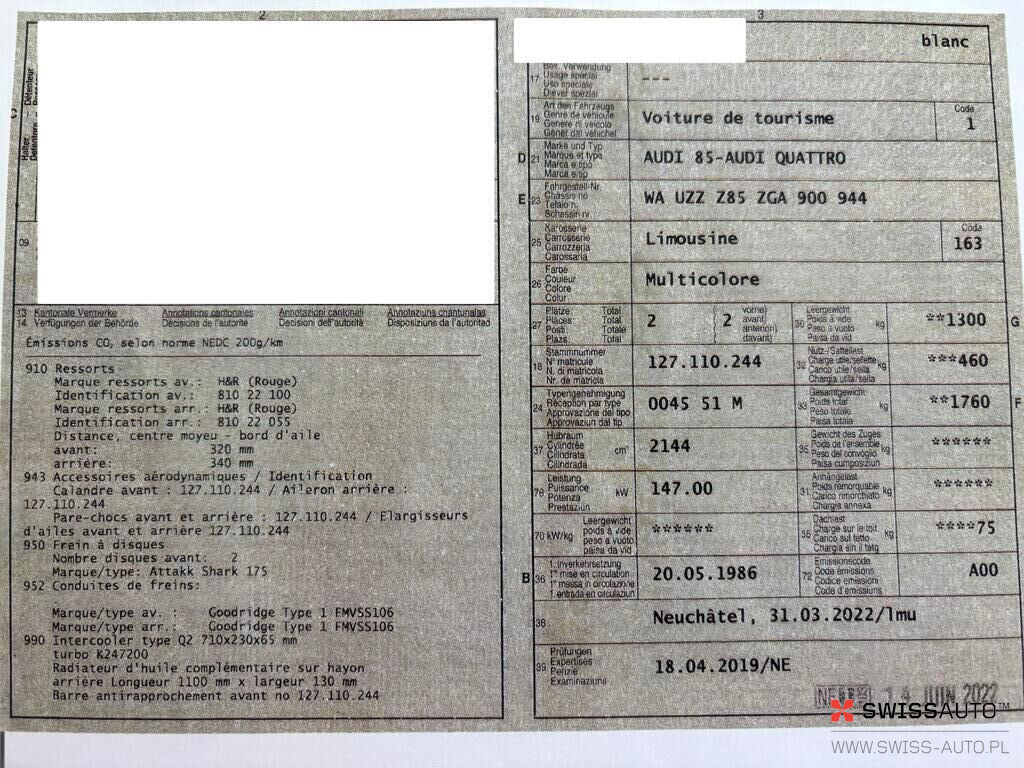 2
Halter
Détenteur
09
13 Kantonale Vermerke Annotations cantonales Annotazioni cantonali Annotaziuns chantunalas
14 Verfügungen der Behörde Décisions de l'autorité Decisioni dell'autorità Disposiziuns da l'autoritad
Émissions CO₂ selon norme NEDC 200g/km
910 Ressorts
Marque ressorts av.: H&R (Rouge)
Identification av.: 810 22 100
Marque ressorts arr.: H&R (Rouge)
Identification arr.: 810 22 055
Distance, centre moyeu - bord d'aile
avant: 320 mm
arrière: 340 mm
943 Accessoires aérodynamiques / Identification
Calandre avant : 127.110.244 / Aileron arrière :
127.110.244
Pare-chocs avant et arrière : 127.110.244 / Elargisseurs
d'ailes avant et arrière 127.110.244
950 Frein à disques
Nombre disques avant: 2
Marque/type: Attakk Shark 175
952 Conduites de freins:
Marque/type av. : Goodridge Type 1 FMVSS106
Marque/type arr.: Goodridge Type 1 FMVSS106
990 Intercooler type Q2 710x230x65 mm
turbo K247200
Radiateur d'huile complémentaire sur hayon
arrière Longueur 1100 mm x largeur 130 mm
Barre antirapprochement avant no 127.110.244
3
blanc
17
Bes. Verwendung
Usage spécial
Uso speciale
Diever spezial
---
19
Art des Fahrzeugs
Genre de véhicule
Genere di veicolo
Gener dal vehichel
Voiture de tourisme
Code
1
D 21
Marke und Typ
Marque et type
Marca e tipo
Marca e tip
AUDI 85-AUDI QUATTRO
E 23
Fahrgestell-Nr.
Châssis no
Telaio n.
Schassin nr.
WA UZZ Z85 ZGA 900 944
25
Karosserie
Carrosserie
Carrozzeria
Carossaria
Limousine
Code
163
26
Farbe
Couleur
Colore
Colur
Multicolore
27
Plätze: Total
Places: Total
Posti: Totale
Plazs: Total
2
2
vorne)
avant)
anteriori)
davant)
30
Leergewicht
Poids à vide
Peso a vuoto
Paisa da vid
kg
**1300
G
18
Stammnummer
N° matricule
N. di matricola
Nr. da matricla
127.110.244
32
Nutz-/Sattellast
Charge utile/sellette
Carico utile/sella
Chargia utila/sella
kg
***460
24
Typengenehmigung
Réception par type
Approvazione del tipo
Approvaziun dal tip
0045 51 M
33
Gesamtgewicht
Poids total
Peso totale
Paisa totala
kg
**1760
F
37
Hubraum
Cylindrée
Cilindrata
Cilindrada
cm³
2144
35
Gewicht des Zuges
Poids de l'ensemble
Peso del convoglio
Paisa cumposiziun
kg
******
76
Leistung
Puissance
Potenza
Prestaziun
kW
147.00
31
Anhängelast
Poids remorquable
Carico rimorchiato
Chargia annexa
kg
******
70 kW/kg
Leergewicht
poids à vide
peso a vuoto
paisa da vid
******
55
Dachlast
Charge sur le toit
Carico sul tetto
Chargia sin il tetg
kg
****75
B 36
1. Inverkehrsetzung
1re mise en circulation
1a messa in circolazione
1. entrada en circulaziun
20.05.1986
72
Emissionscode
Code émissions
Codice emissioni
Code d'emissiuns
A00
38
Neuchâtel, 31.03.2022/lmu
39
Prüfungen
Expertises
Perizie
Examinaziuns
18.04.2019/NE
14 JUIN 2022
SWISSAUTO™
WWW.SWISS-AUTO.PL